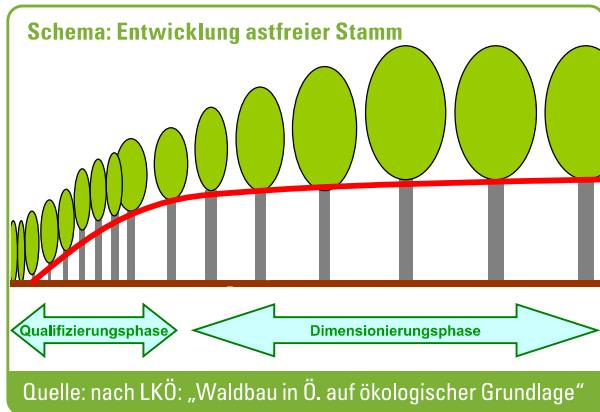 Schema: Entwicklung astfreier Stamm
Qualifizierungsphase
Dimensionierungsphase
Quelle: nach LKÖ: „Waldbau in Ö. auf ökologischer Grundlage“